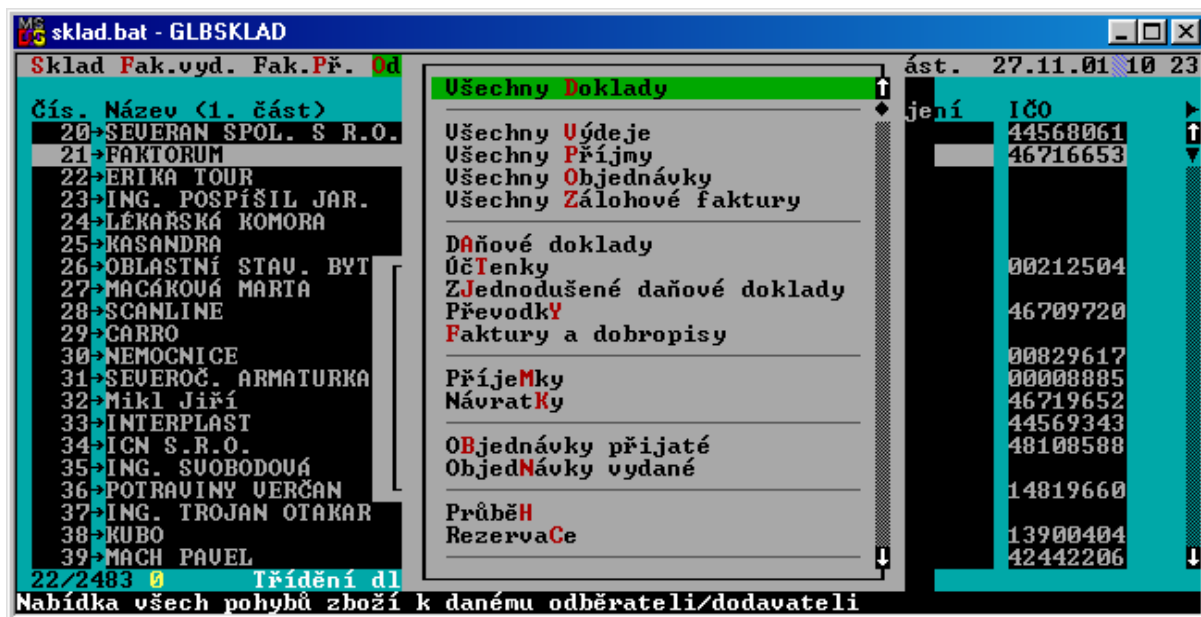 sklad.bat - GLBSKLAD
Sklad Fak.vyd. Fak.Př. Od ást. 27.11.01 10 23
Čís. Název (1. část) jení IČO
20 SEVERAN SPOL. S R.O. 44568061
21 FAKTORUM 46716653
22 ERIKA TOUR
23 ING. POSPÍŠIL JAR.
24 LÉKAŘSKÁ KOMORA
25 KASANDRA
26 OBLASTNÍ STAV. BYT 00212504
27 MACÁKOVÁ MARTA
28 SCANLINE 46709720
29 CARRO
30 NEMOCNICE 00829617
31 SEVEROČ. ARMATURKA 00008885
32 Mikl Jiří 46719652
33 INTERPLAST 44569343
34 ICN S.R.O. 48108588
35 ING. SVOBODOVÁ
36 POTRAVINY VERČAN 14819660
37 ING. TROJAN OTAKAR
38 KUBO 13900404
39 MACH PAVEL 42442206
22/2483 0 Třídění dl
Všechny Doklady
Všechny Výdeje
Všechny Příjmy
Všechny Objednávky
Všechny Zálohové faktury
DAňové doklady
ÚčTenky
ZJednodušené daňové doklady
PřevodkY
Faktury a dobropisy
PříjeMky
NávratKy
OBjednávky přijaté
ObjedNávky vydané
PrůběH
RezervaCe
Nabídka všech pohybů zboží k danému odběrateli/dodavateli